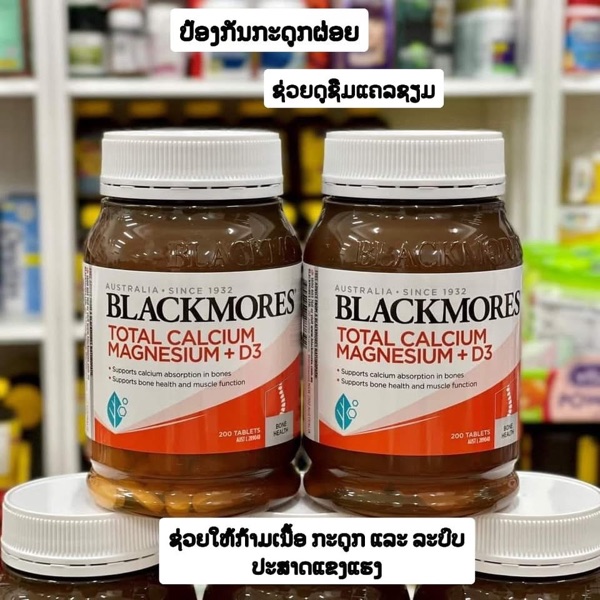 ປ້ອງກັນກະດູກຜ່ອຍ
ຊ່ວຍດູຊຶມແຄລຊຽມ
BLACKMORES
AUSTRALIA • SINCE 1932
BLACKMORES
TOTAL CALCIUM
MAGNESIUM + D3
• Supports calcium absorption in bones
• Supports bone health and muscle function
200 TABLETS
BONE
HEALTH
BLACKMORES
AUSTRALIA • SINCE 1932
BLACKMORES
TOTAL CALCIUM
MAGNESIUM + D3
• Supports calcium absorption in bones
• Supports bone health and muscle function
200 TABLETS
BONE
HEALTH
ຊ່ວຍໃຫ້ກ້າມເນື້ອ ກະດູກ ແລະ ລະບົບ
ປະສາດແຂງແຮງ